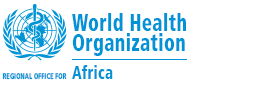 World Health
Organization
REGIONAL OFFICE FOR Africa